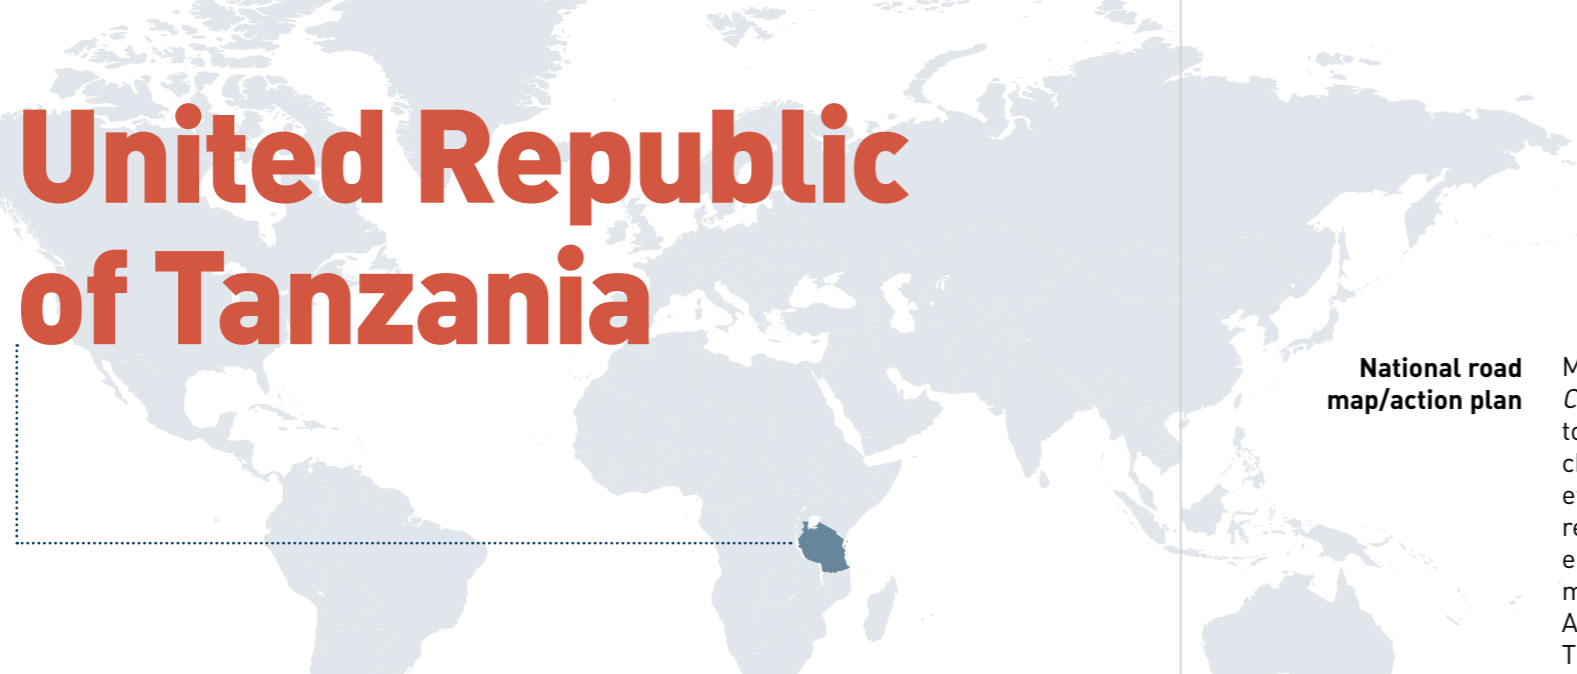 United Republic
of Tanzania
National road
map/action plan